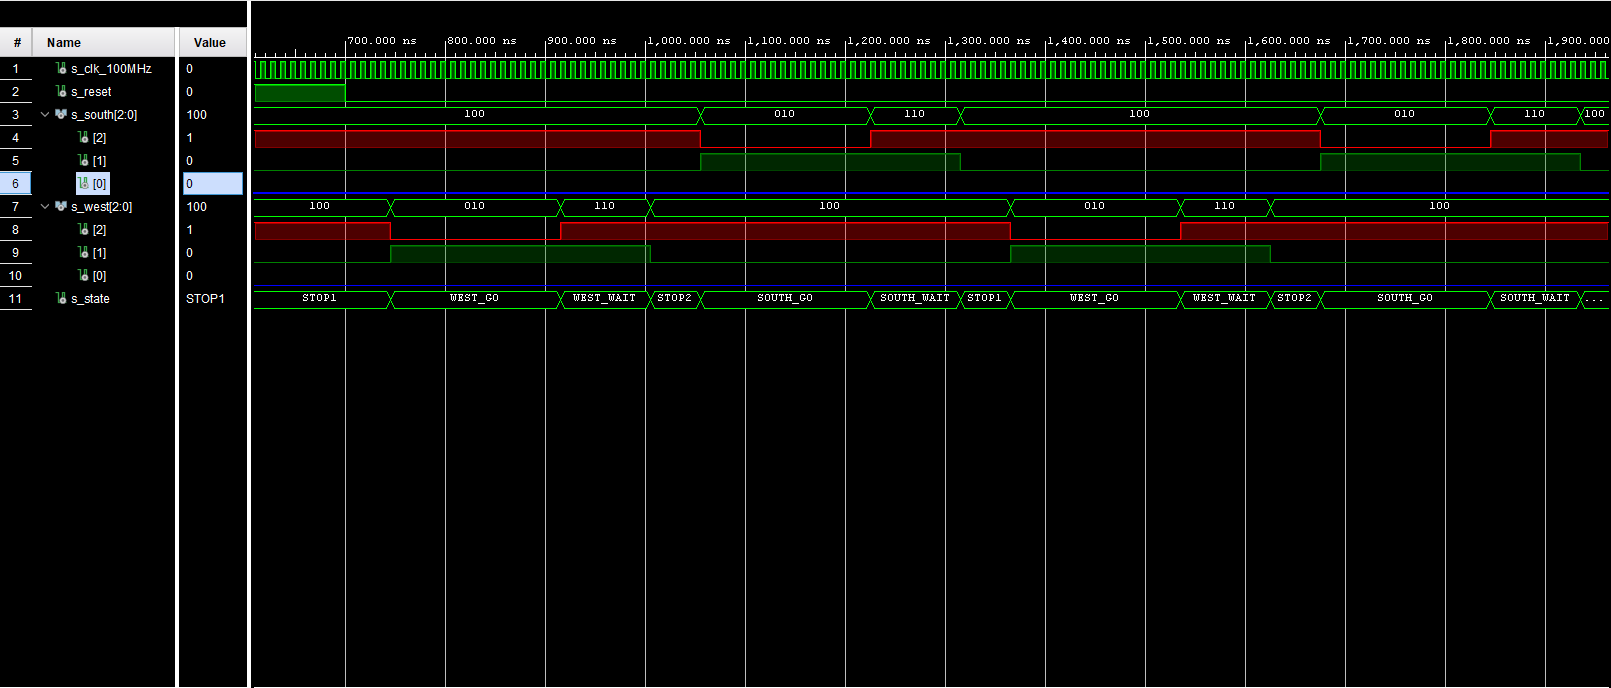 700.000 ns 800.000 ns 900.000 ns 1,000.000 ns 1,100.000 ns 1,200.000 ns 1,300.000 ns 1,400.000 ns 1,500.000 ns 1,600.000 ns 1,700.000 ns 1,800.000 ns 1,900.000
# Name Value
1 s_clk_100MHz 0
2 s_reset 0
3 s_south[2:0] 100 100 010 110 100 010 110 100
4 [2] 1
5 [1] 0
6 [0] 0
7 s_west[2:0] 100 100 010 110 100 010 110 100
8 [2] 1
9 [1] 0
10 [0] 0
11 s_state STOP1 STOP1 WEST_GO WEST_WAIT STOP2 SOUTH_GO SOUTH_WAIT STOP1 WEST_GO WEST_WAIT STOP2 SOUTH_GO SOUTH_WAIT ...